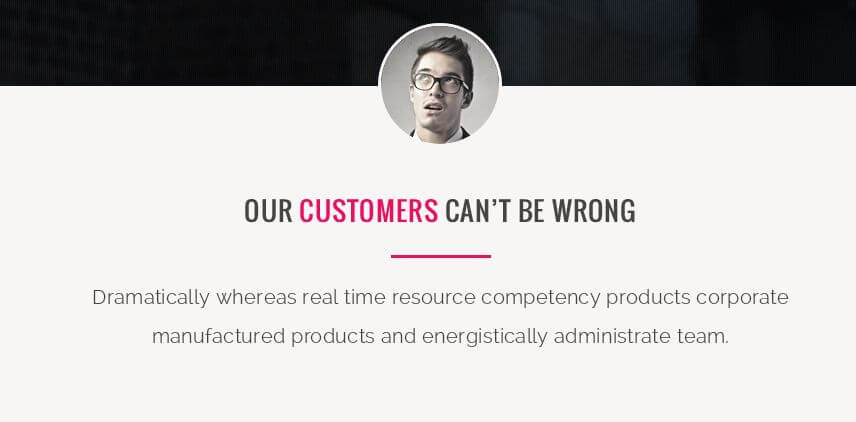 OUR CUSTOMERS CAN’T BE WRONG
Dramatically whereas real time resource competency products corporate
manufactured products and energistically administrate team.